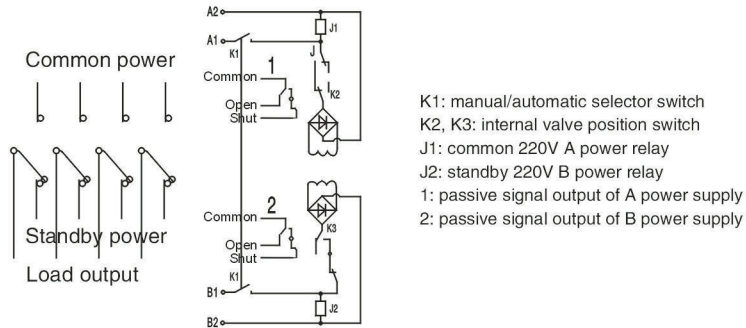 Common power
Standby power
Load output
A2
J1
A1
K1
J
1
Common
Open
Shut
K2
2
Common
Open
Shut
K3
K1
B1
J2
B2
K1: manual/automatic selector switch
K2, K3: internal valve position switch
J1: common 220V A power relay
J2: standby 220V B power relay
1: passive signal output of A power supply
2: passive signal output of B power supply